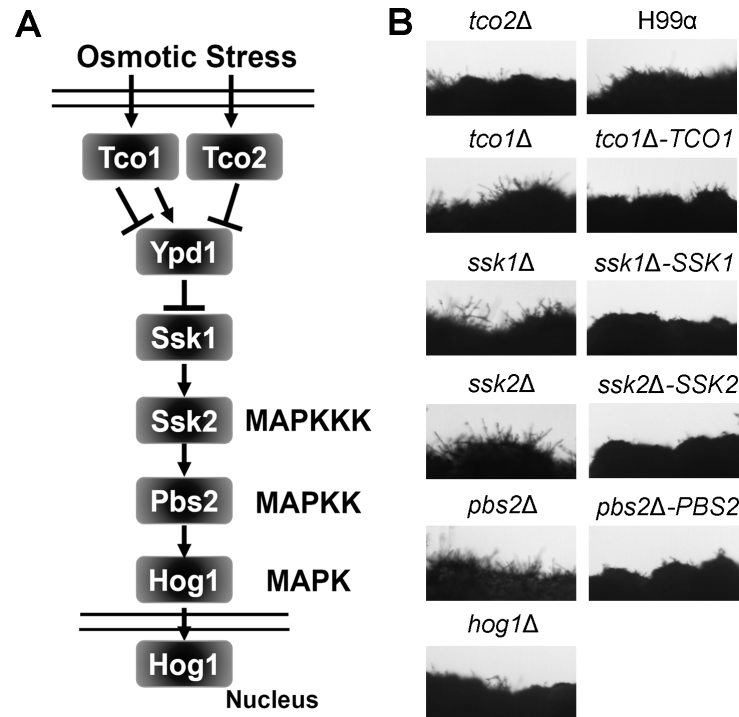 A
Osmotic Stress
Tco1
Tco2
Ypd1
Ssk1
Ssk2 MAPKKK
Pbs2 MAPKK
Hog1 MAPK
Hog1
Nucleus
B
tco2Δ H99α
tco1Δ tco1Δ-TCO1
ssk1Δ ssk1Δ-SSK1
ssk2Δ ssk2Δ-SSK2
pbs2Δ pbs2Δ-PBS2
hog1Δ